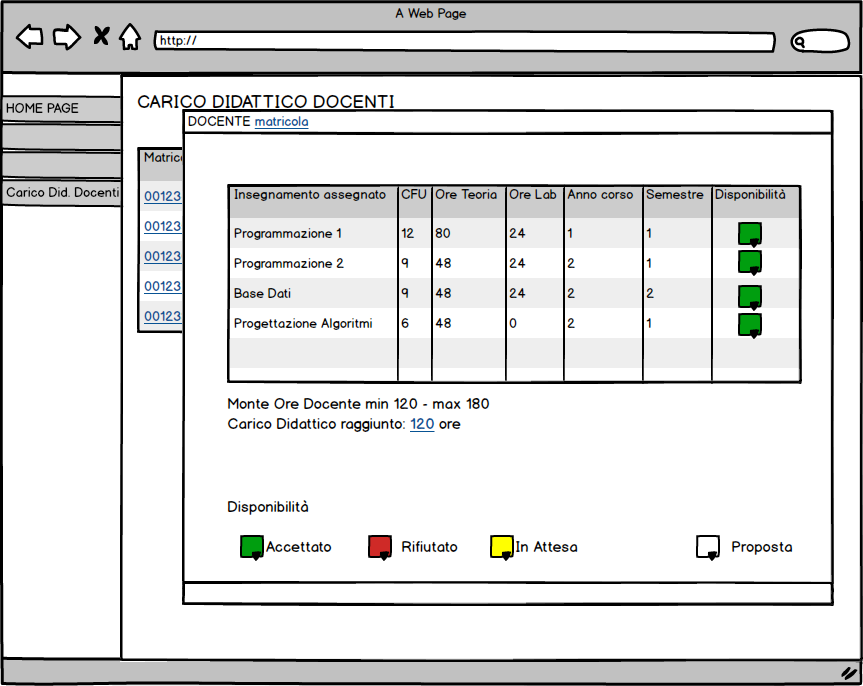 A Web Page
http://
HOME PAGE
Carico Did. Docenti
CARICO DIDATTICO DOCENTI
Matric
00123
00123
00123
00123
00123
DOCENTE matricola
Insegnamento assegnato CFU Ore Teoria Ore Lab Anno corso Semestre Disponibilità
Programmazione 1 12 80 24 1 1
Programmazione 2 9 48 24 2 1
Base Dati 9 48 24 2 2
Progettazione Algoritmi 6 48 0 2 1
Monte Ore Docente min 120 - max 180
Carico Didattico raggiunto: 120 ore
Disponibilità
Accettato Rifiutato In Attesa Proposta